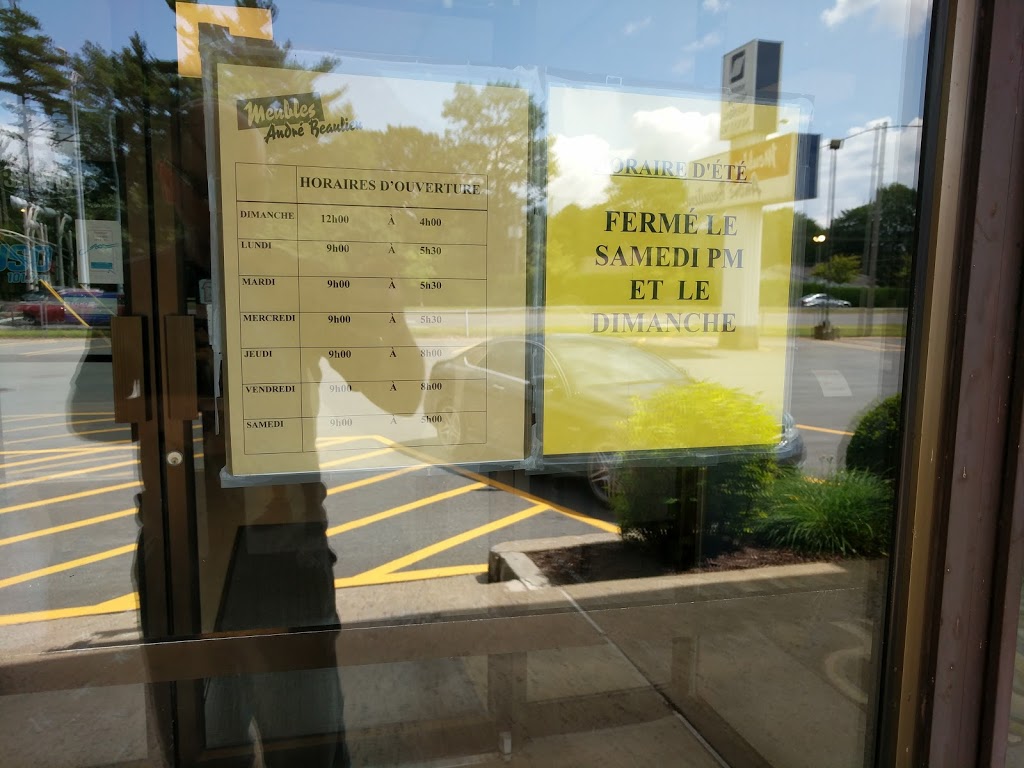 Meubles
André Beaulieu
HORAIRES D'OUVERTURE
DIMANCHE 12h00 À 4h00
LUNDI 9h00 À 5h30
MARDI 9h00 À 5h30
MERCREDI 9h00 À 5h30
JEUDI 9h00 À 8h00
VENDREDI 9h00 À 8h00
SAMEDI 9h00 À 5h00
HORAIRE D'ÉTÉ
FERMÉ LE
SAMEDI PM
ET LE
DIMANCHE